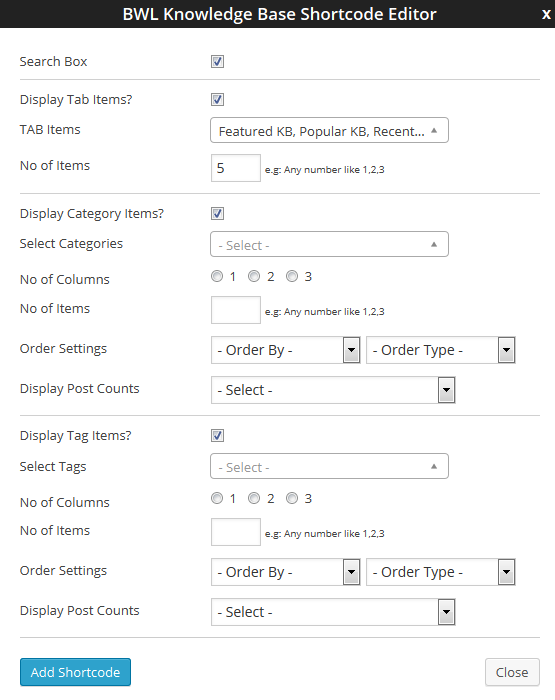 BWL Knowledge Base Shortcode Editor x
Search Box
Display Tab Items?
TAB Items Featured KB, Popular KB, Recent...
No of Items 5 e.g: Any number like 1,2,3
Display Category Items?
Select Categories - Select -
No of Columns 1 2 3
No of Items e.g: Any number like 1,2,3
Order Settings - Order By - - Order Type -
Display Post Counts - Select -
Display Tag Items?
Select Tags - Select -
No of Columns 1 2 3
No of Items e.g: Any number like 1,2,3
Order Settings - Order By - - Order Type -
Display Post Counts - Select -
Add Shortcode Close